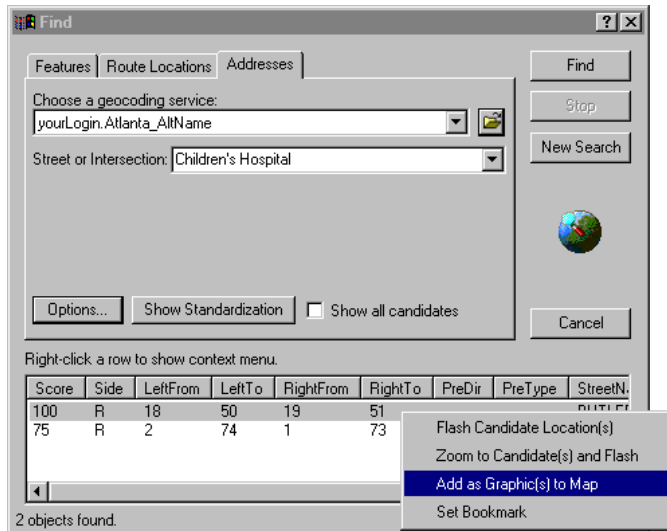 Find
Features Route Locations Addresses
Find
Choose a geocoding service:
yourLogin.Atlanta_AltName
Stop
Street or Intersection: Children's Hospital
New Search
Options... Show Standardization Show all candidates
Cancel
Right-click a row to show context menu.
Score Side LeftFrom LeftTo RightFrom RightTo PreDir PreType StreetN
100 R 18 50 19 51
75 R 2 74 1 73
Flash Candidate Location(s)
Zoom to Candidate(s) and Flash
Add as Graphic(s) to Map
Set Bookmark
2 objects found.